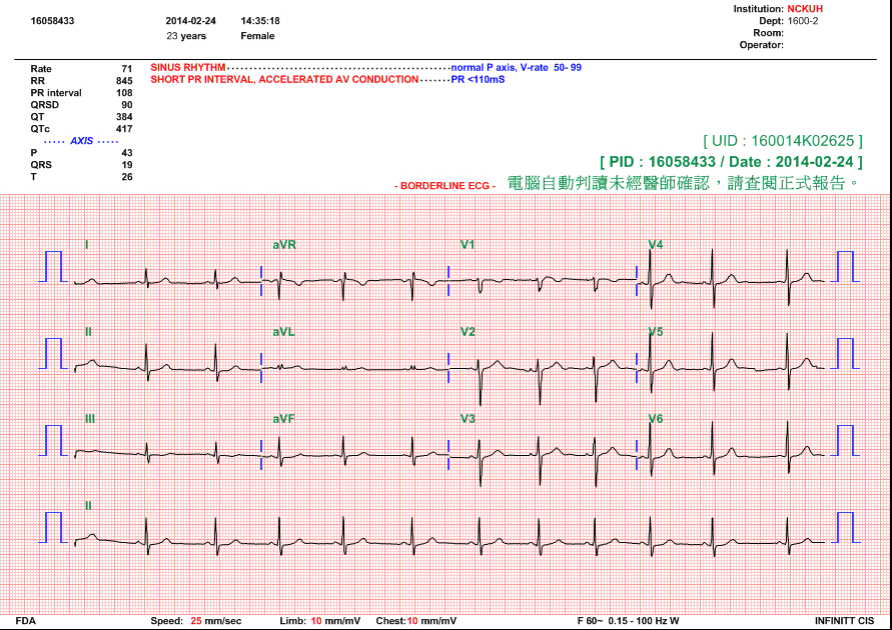 Institution: NCKUH
16058433 2014-02-24 14:35:18 Dept: 1600-2
23 years Female Room:
Operator:
Rate 71 SINUS RHYTHM normal P axis, V-rate 50- 99
RR 845 SHORT PR INTERVAL, ACCELERATED AV CONDUCTION PR <110mS
PR interval 108
QRSD 90
QT 384
QTc 417
----- AXIS -----
P 43
QRS 19
T 26
[ UID : 160014K02625 ]
[ PID : 16058433 / Date : 2014-02-24 ]
- BORDERLINE ECG - 電腦自動判讀未經醫師確認，請查閱正式報告。
I aVR V1 V4
II aVL V2 V5
III aVF V3 V6
II
FDA Speed: 25 mm/sec Limb: 10 mm/mV Chest: 10 mm/mV F 60~ 0.15 - 100 Hz W INFINITT CIS